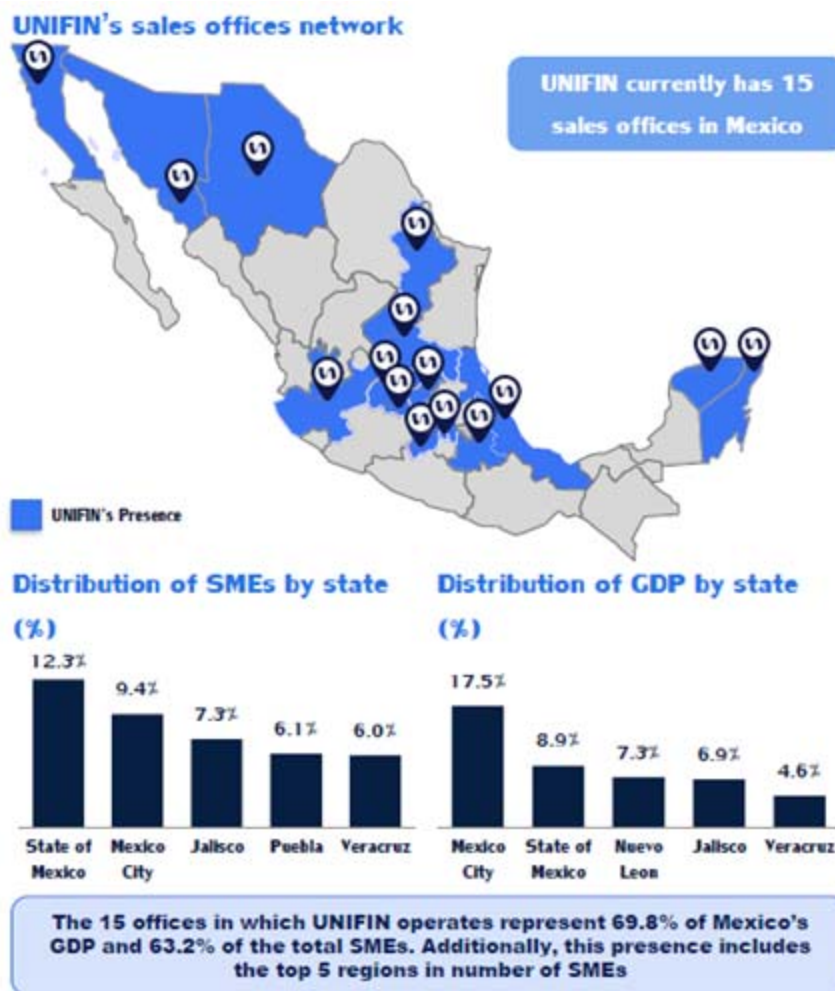 UNIFIN's sales offices network
UNIFIN currently has 15
sales offices in Mexico
UNIFIN's Presence
Distribution of SMEs by state
(%)
12.3%
9.4%
7.3%
6.1%
6.0%
State of
Mexico
Mexico
City
Jalisco
Puebla
Veracruz
Distribution of GDP by state
(%)
17.5%
8.9%
7.3%
6.9%
4.6%
Mexico
City
State of
Mexico
Nuevo
Leon
Jalisco
Veracruz
The 15 offices in which UNIFIN operates represent 69.8% of Mexico's
GDP and 63.2% of the total SMEs. Additionally, this presence includes
the top 5 regions in number of SMEs